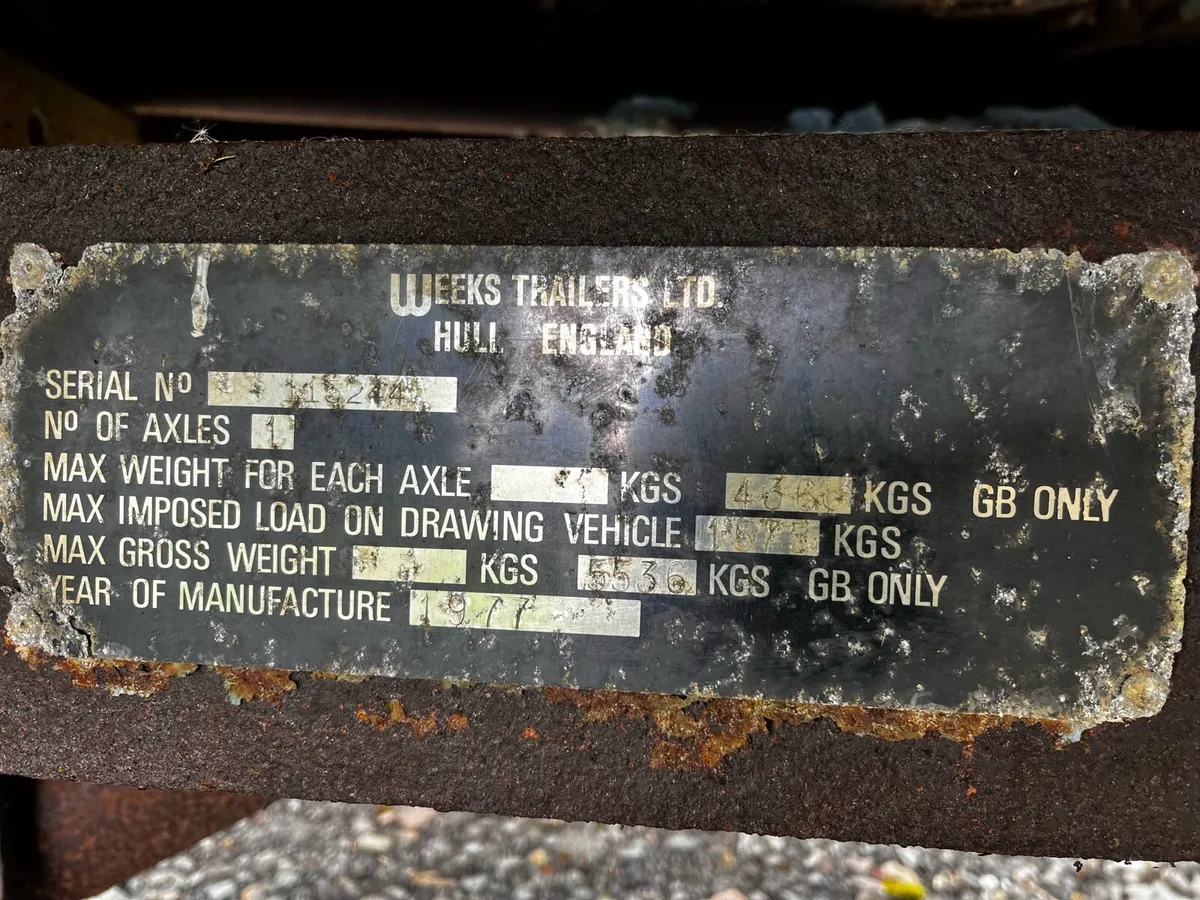 WEEKS TRAILERS LTD
HULL ENGLAND
SERIAL Nº
Nº OF AXLES 1
MAX WEIGHT FOR EACH AXLE KGS KGS GB ONLY
MAX IMPOSED LOAD ON DRAWING VEHICLE KGS
MAX GROSS WEIGHT KGS 5536 KGS GB ONLY
YEAR OF MANUFACTURE 1977